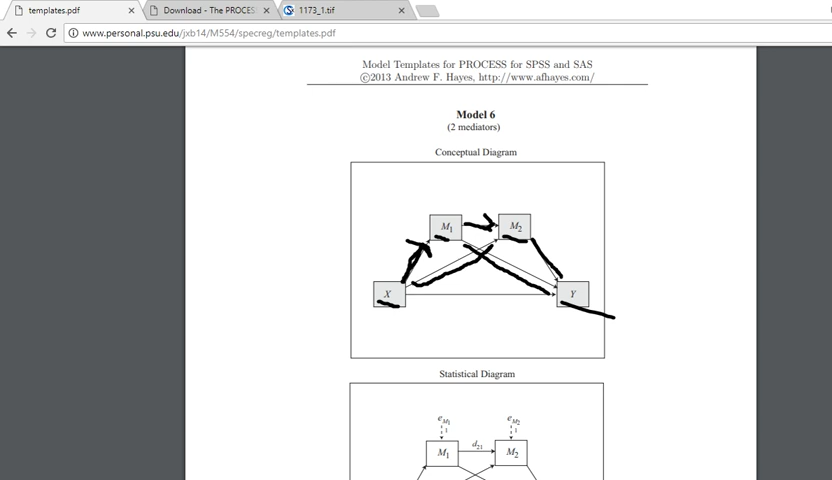 templates.pdf × Download - The PROCES × 1173_1.tif ×
www.personal.psu.edu/jxb14/M554/specreg/templates.pdf
Model Templates for PROCESS for SPSS and SAS
©2013 Andrew F. Hayes, http://www.afhayes.com/
Model 6
(2 mediators)
Conceptual Diagram
M1 M2
X Y
Statistical Diagram
eM1 eM2
1 1
d21
M1 M2